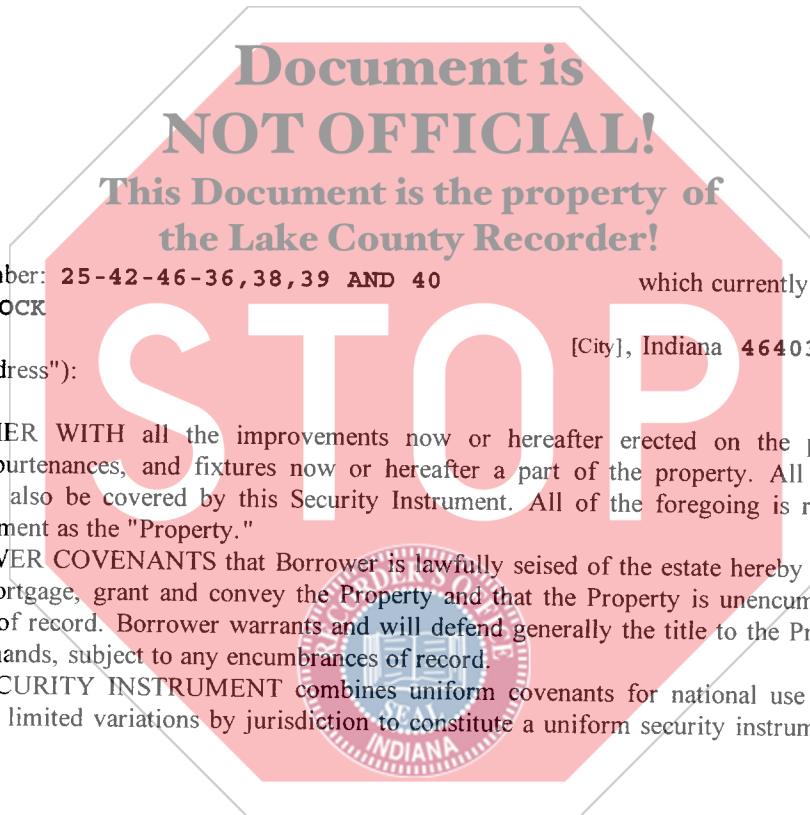 Document is
NOT OFFICIAL!
This Document is the property of
the Lake County Recorder!
ber: 25-42-46-36,38,39 AND 40 which currently
OCK
[City], Indiana 46403
dress"):
STOP
ER WITH all the improvements now or hereafter erected on the
purtenances, and fixtures now or hereafter a part of the property. All
also be covered by this Security Instrument. All of the foregoing is
ment as the "Property."
VER COVENANTS that Borrower is lawfully seised of the estate hereby
ortgage, grant and convey the Property and that the Property is unencum
of record. Borrower warrants and will defend generally the title to the Pr
ands, subject to any encumbrances of record.
CURITY INSTRUMENT combines uniform covenants for national use
limited variations by jurisdiction to constitute a uniform security instrum
RECORDER'S OFFICE
SEAL
INDIANA